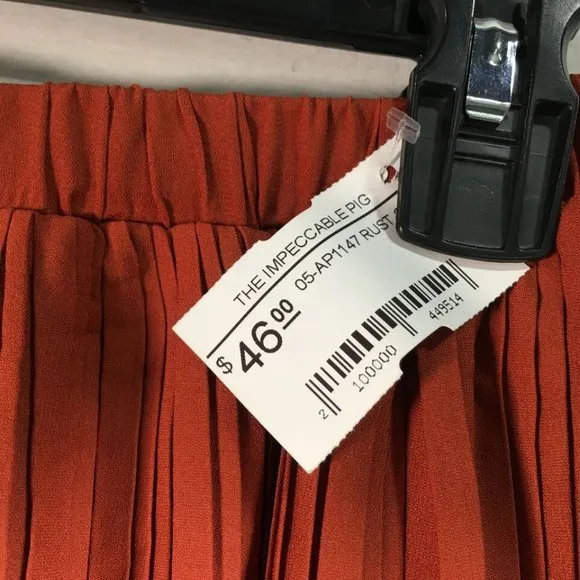 THE IMPECCABLE PIG
05-AP1147 RUST
$ 46.00
2 100000 449514